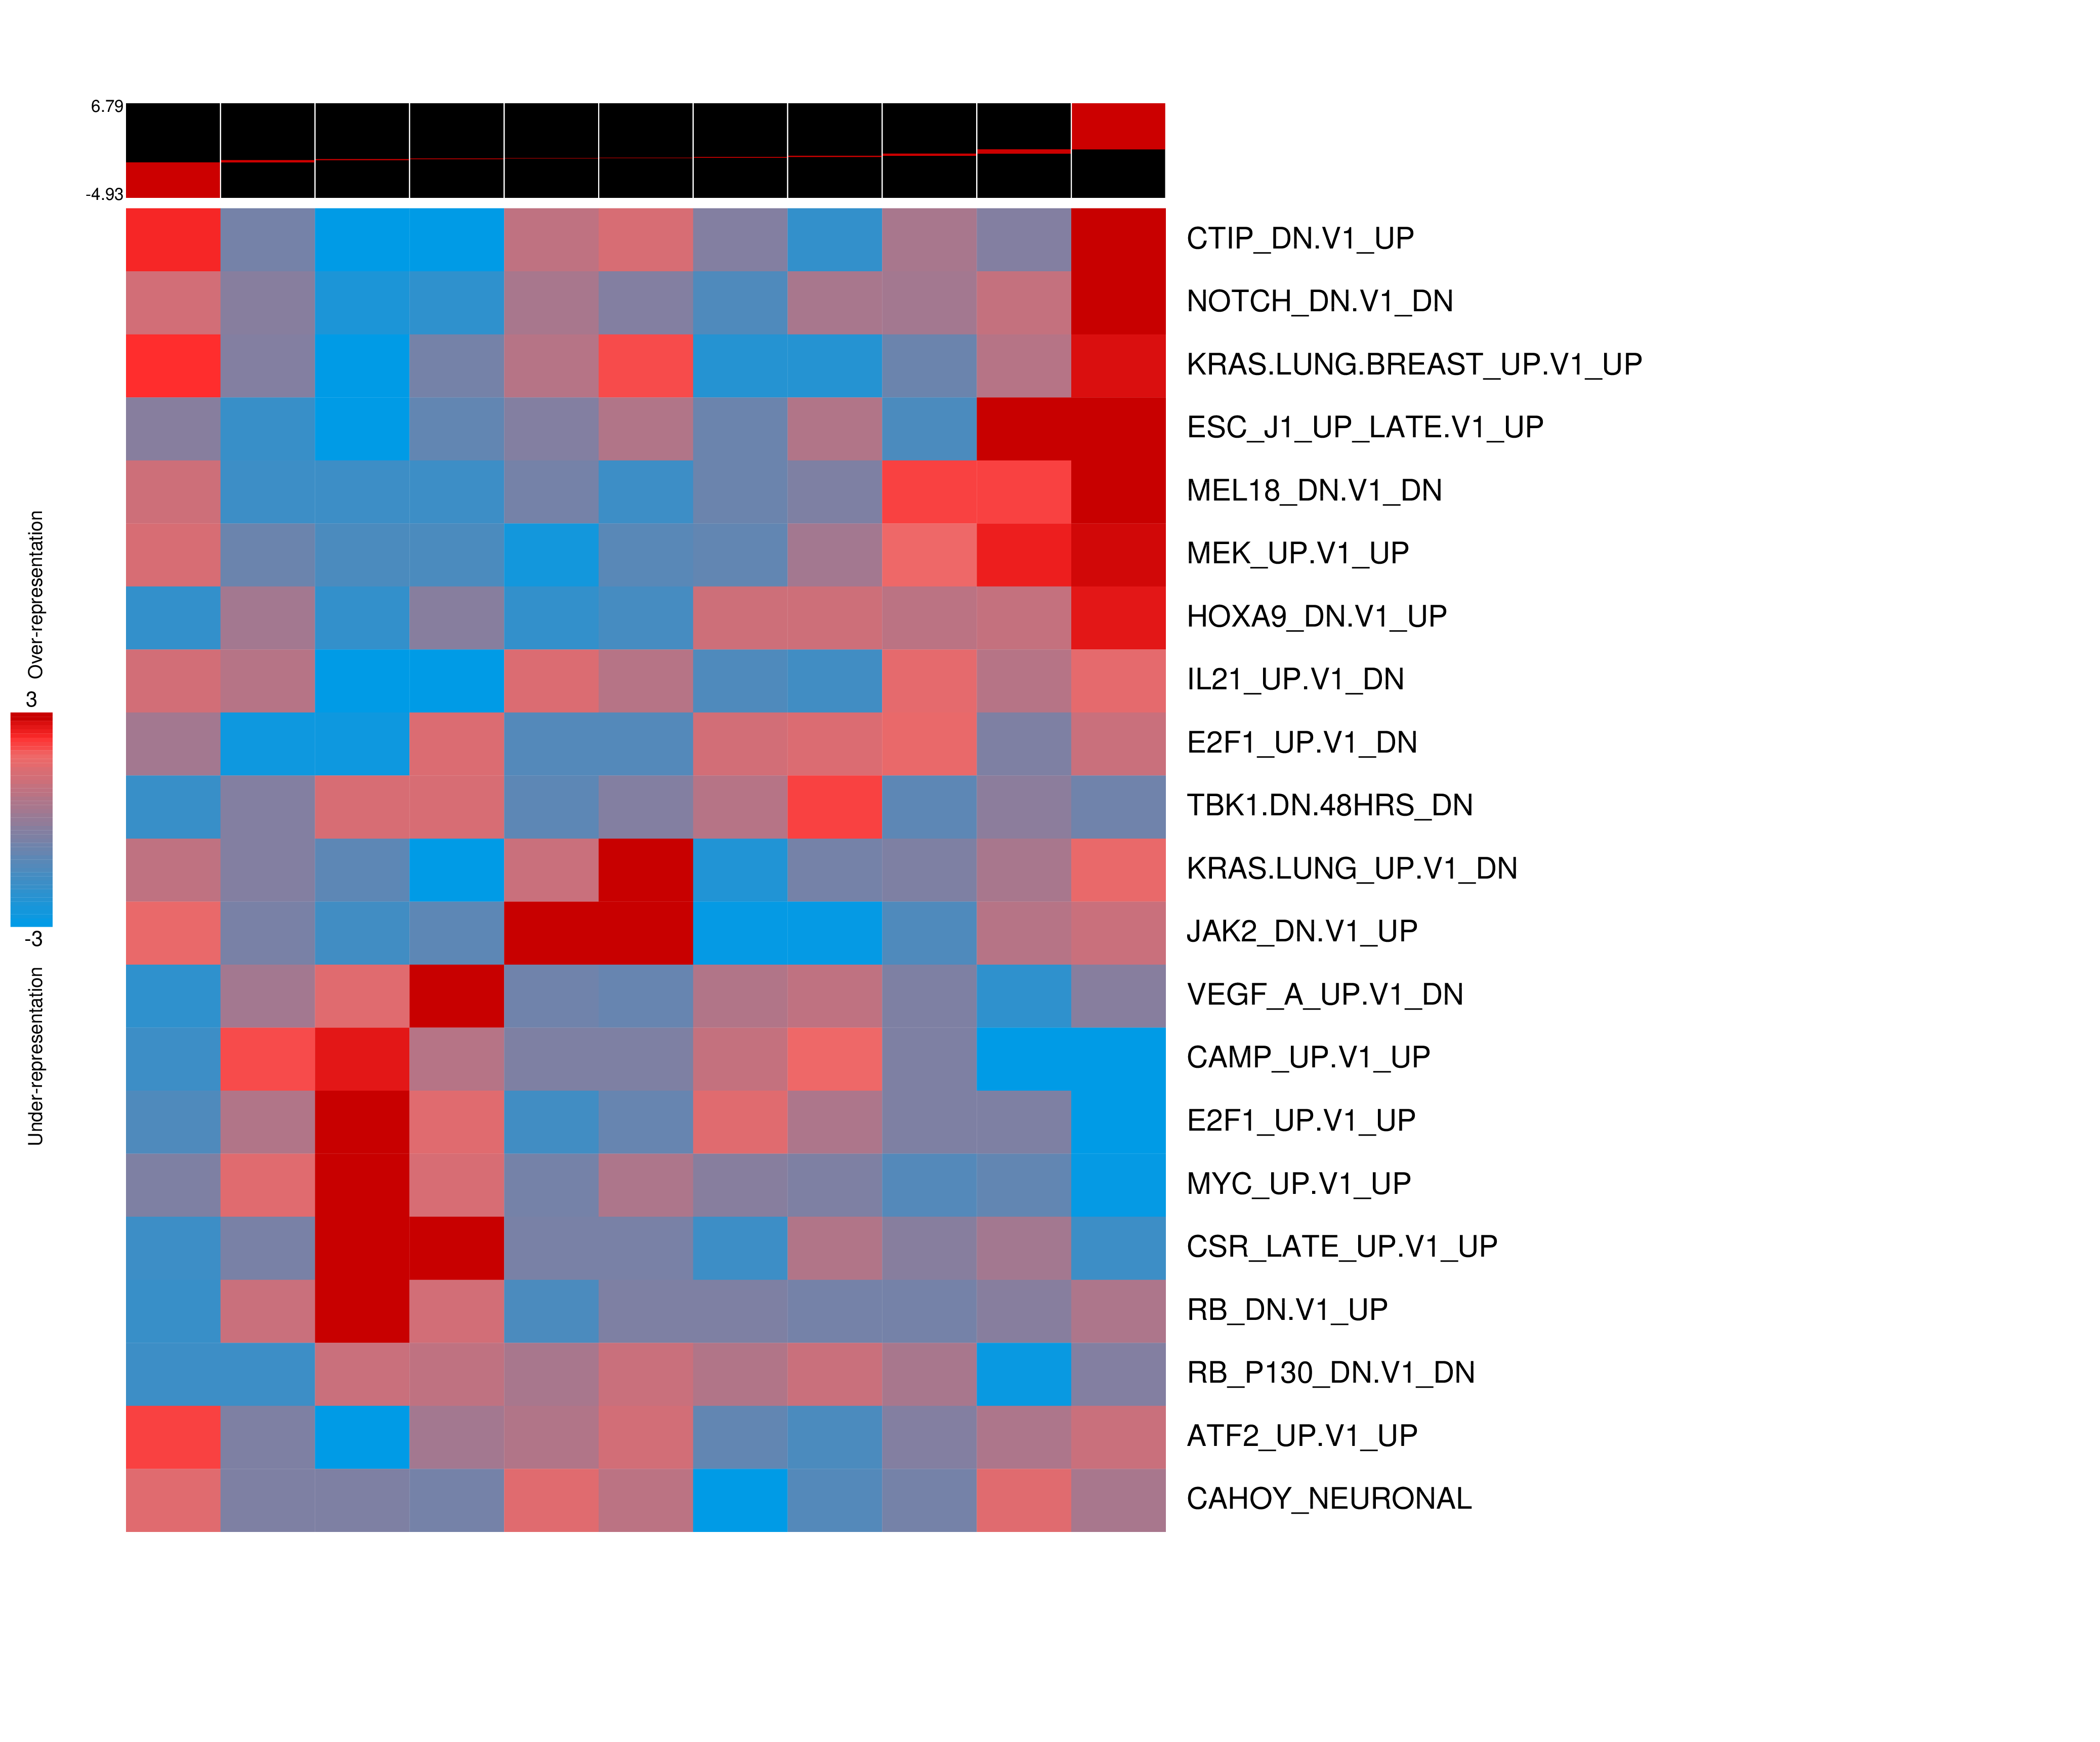 6.79
-4.93
CTIP_DN.V1_UP
NOTCH_DN.V1_DN
KRAS.LUNG.BREAST_UP.V1_UP
ESC_J1_UP_LATE.V1_UP
MEL18_DN.V1_DN
MEK_UP.V1_UP
HOXA9_DN.V1_UP
IL21_UP.V1_DN
E2F1_UP.V1_DN
TBK1.DN.48HRS_DN
KRAS.LUNG_UP.V1_DN
JAK2_DN.V1_UP
VEGF_A_UP.V1_DN
CAMP_UP.V1_UP
E2F1_UP.V1_UP
MYC_UP.V1_UP
CSR_LATE_UP.V1_UP
RB_DN.V1_UP
RB_P130_DN.V1_DN
ATF2_UP.V1_UP
CAHOY_NEURONAL
Over-representation
3
-3
Under-representation